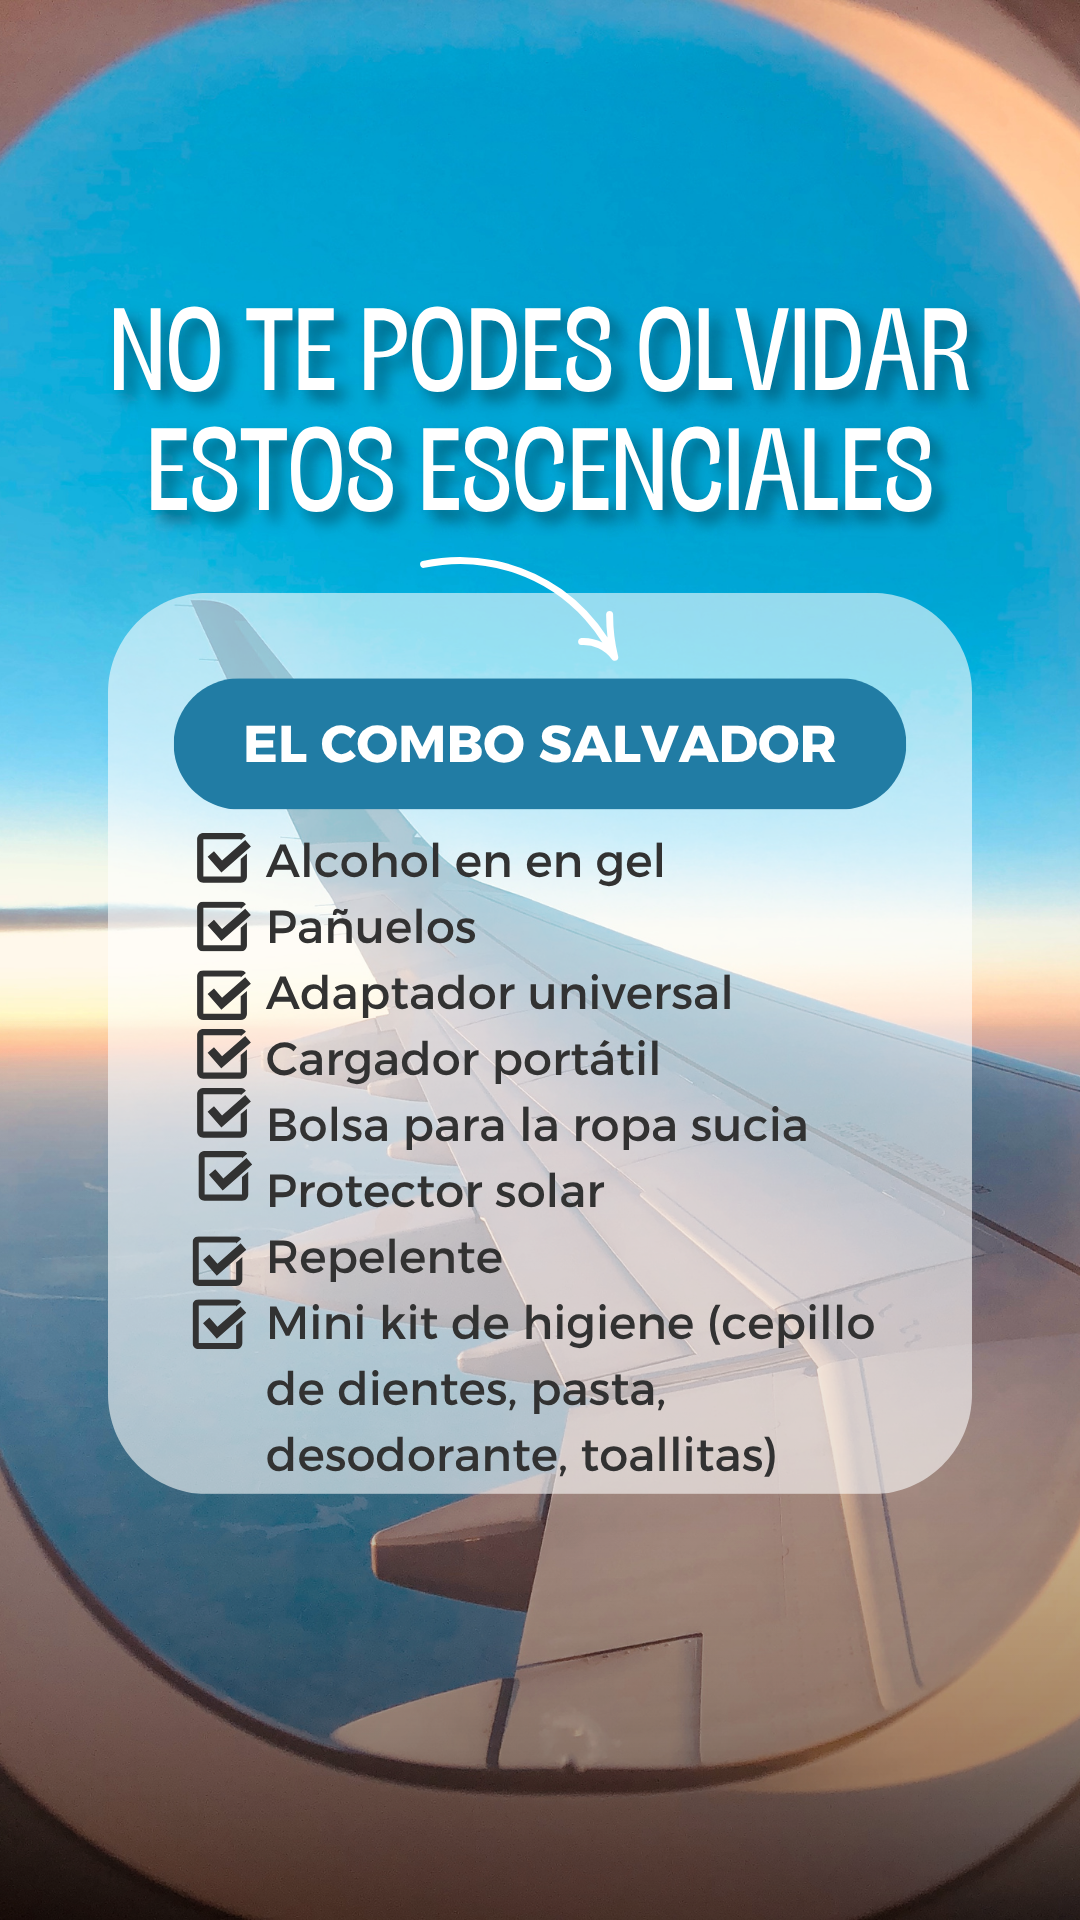 NO TE PODES OLVIDAR
ESTOS ESCENCIALES
EL COMBO SALVADOR
Alcohol en en gel
Pañuelos
Adaptador universal
Cargador portátil
Bolsa para la ropa sucia
Protector solar
Repelente
Mini kit de higiene (cepillo
de dientes, pasta,
desodorante, toallitas)